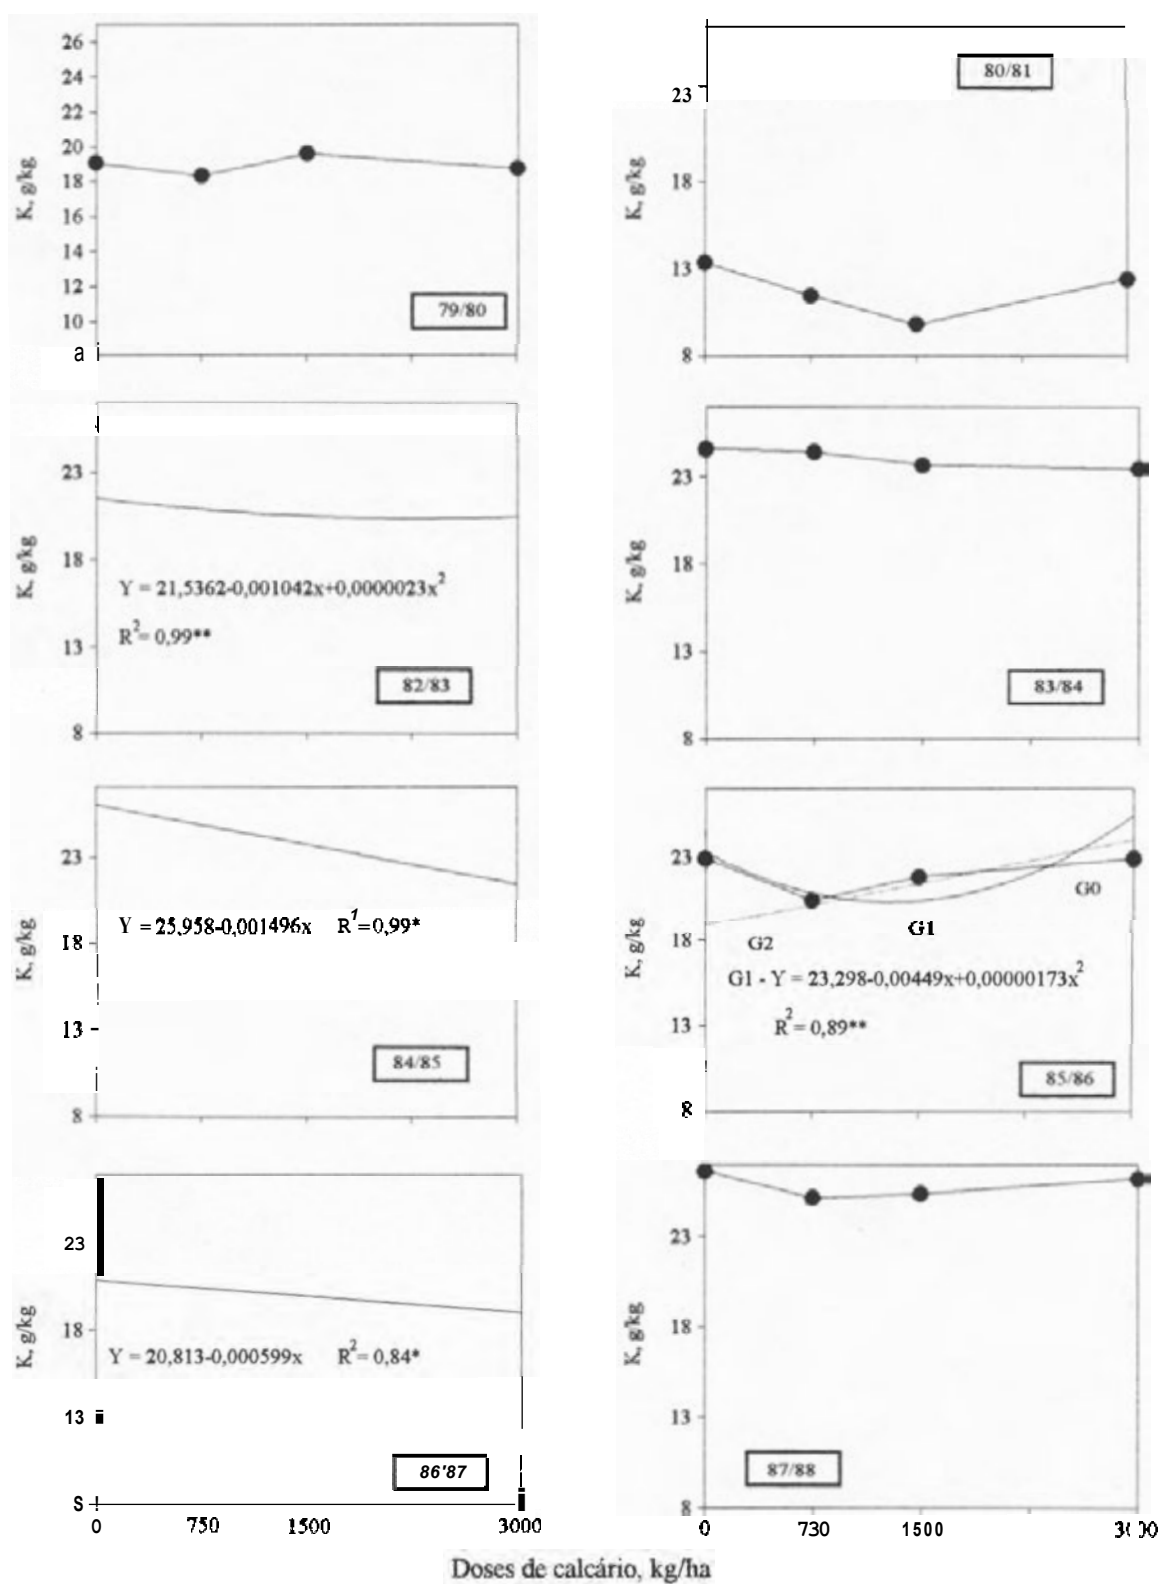 26
24
22
20
18
16
14
12
10
a
K, g/kg
79/80
23
18
13
8
K, g/kg
80/81
23
18
13
8
K, g/kg
Y = 21,5362-0,001042x+0,0000023x²
R²= 0,99**
82/83
23
18
13
8
K, g/kg
83/84
23
18
13
8
K, g/kg
Y = 25,958-0,001496x R¹=0,99*
84/85
23
18
13
8
K, g/kg
G0
G1
G2
G1 - Y = 23,298-0,00449x+0,00000173x²
R²= 0,89**
85/86
23
18
13
S
K, g/kg
Y = 20,813-0,000599x R²= 0,84*
86'87
0 750 1500 3000
23
18
13
8
K, g/kg
87/88
0 730 1500
Doses de calcário, kg/ha